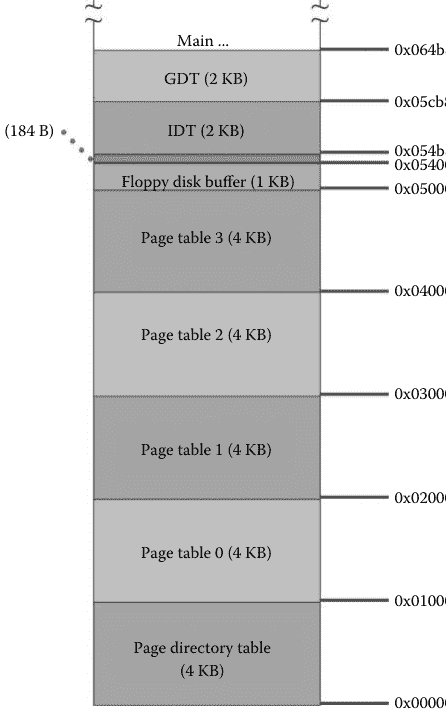 Main ...
0x064b
GDT (2 KB)
0x05cb8
(184 B)
IDT (2 KB)
0x054b
0x0540
Floppy disk buffer (1 KB)
0x0500
Page table 3 (4 KB)
0x0400
Page table 2 (4 KB)
0x0300
Page table 1 (4 KB)
0x0200
Page table 0 (4 KB)
0x0100
Page directory table
(4 KB)
0x0000